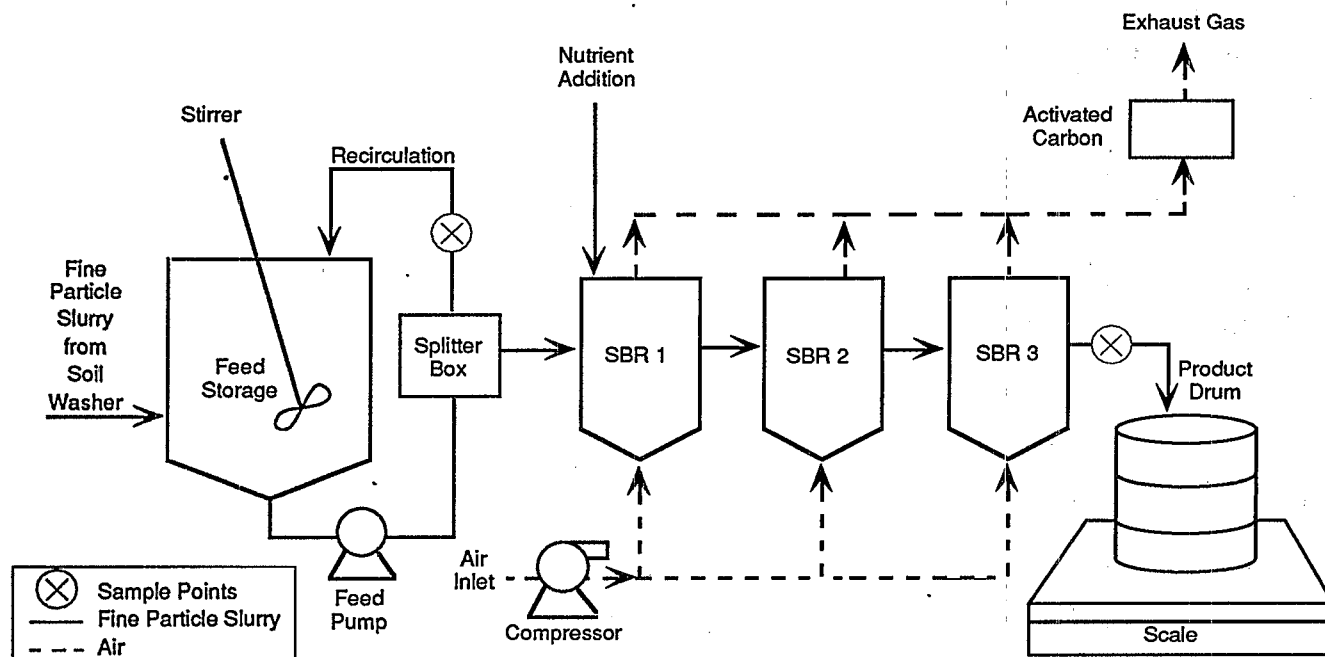 Exhaust Gas
Nutrient
Addition
Activated
Carbon
Stirrer
Recirculation
Fine
Particle
Slurry
from
Soil
Washer
Feed
Storage
Splitter
Box
SBR 1
SBR 2
SBR 3
Product
Drum
Air
Inlet
Compressor
Feed
Pump
Scale
Sample Points
Fine Particle Slurry
Air